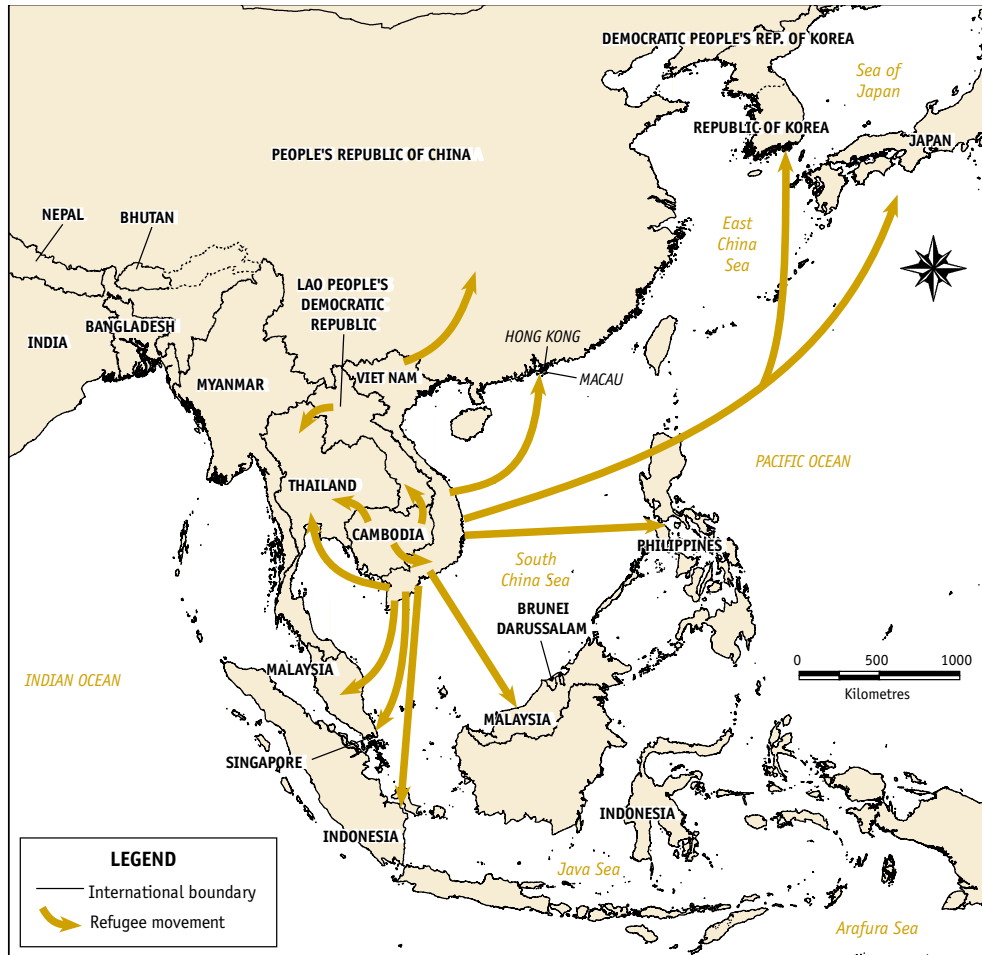 DEMOCRATIC PEOPLE'S REP. OF KOREA
Sea of
Japan
REPUBLIC OF KOREA
JAPAN
PEOPLE'S REPUBLIC OF CHINA
NEPAL
BHUTAN
East
China
Sea
LAO PEOPLE'S
DEMOCRATIC
REPUBLIC
BANGLADESH
INDIA
HONG KONG
MACAU
VIET NAM
MYANMAR
PACIFIC OCEAN
THAILAND
CAMBODIA
PHILIPPINES
South
China Sea
BRUNEI
DARUSSALAM
0 500 1000
Kilometres
MALAYSIA
INDIAN OCEAN
MALAYSIA
SINGAPORE
INDONESIA
INDONESIA
Java Sea
Arafura Sea
LEGEND
International boundary
Refugee movement